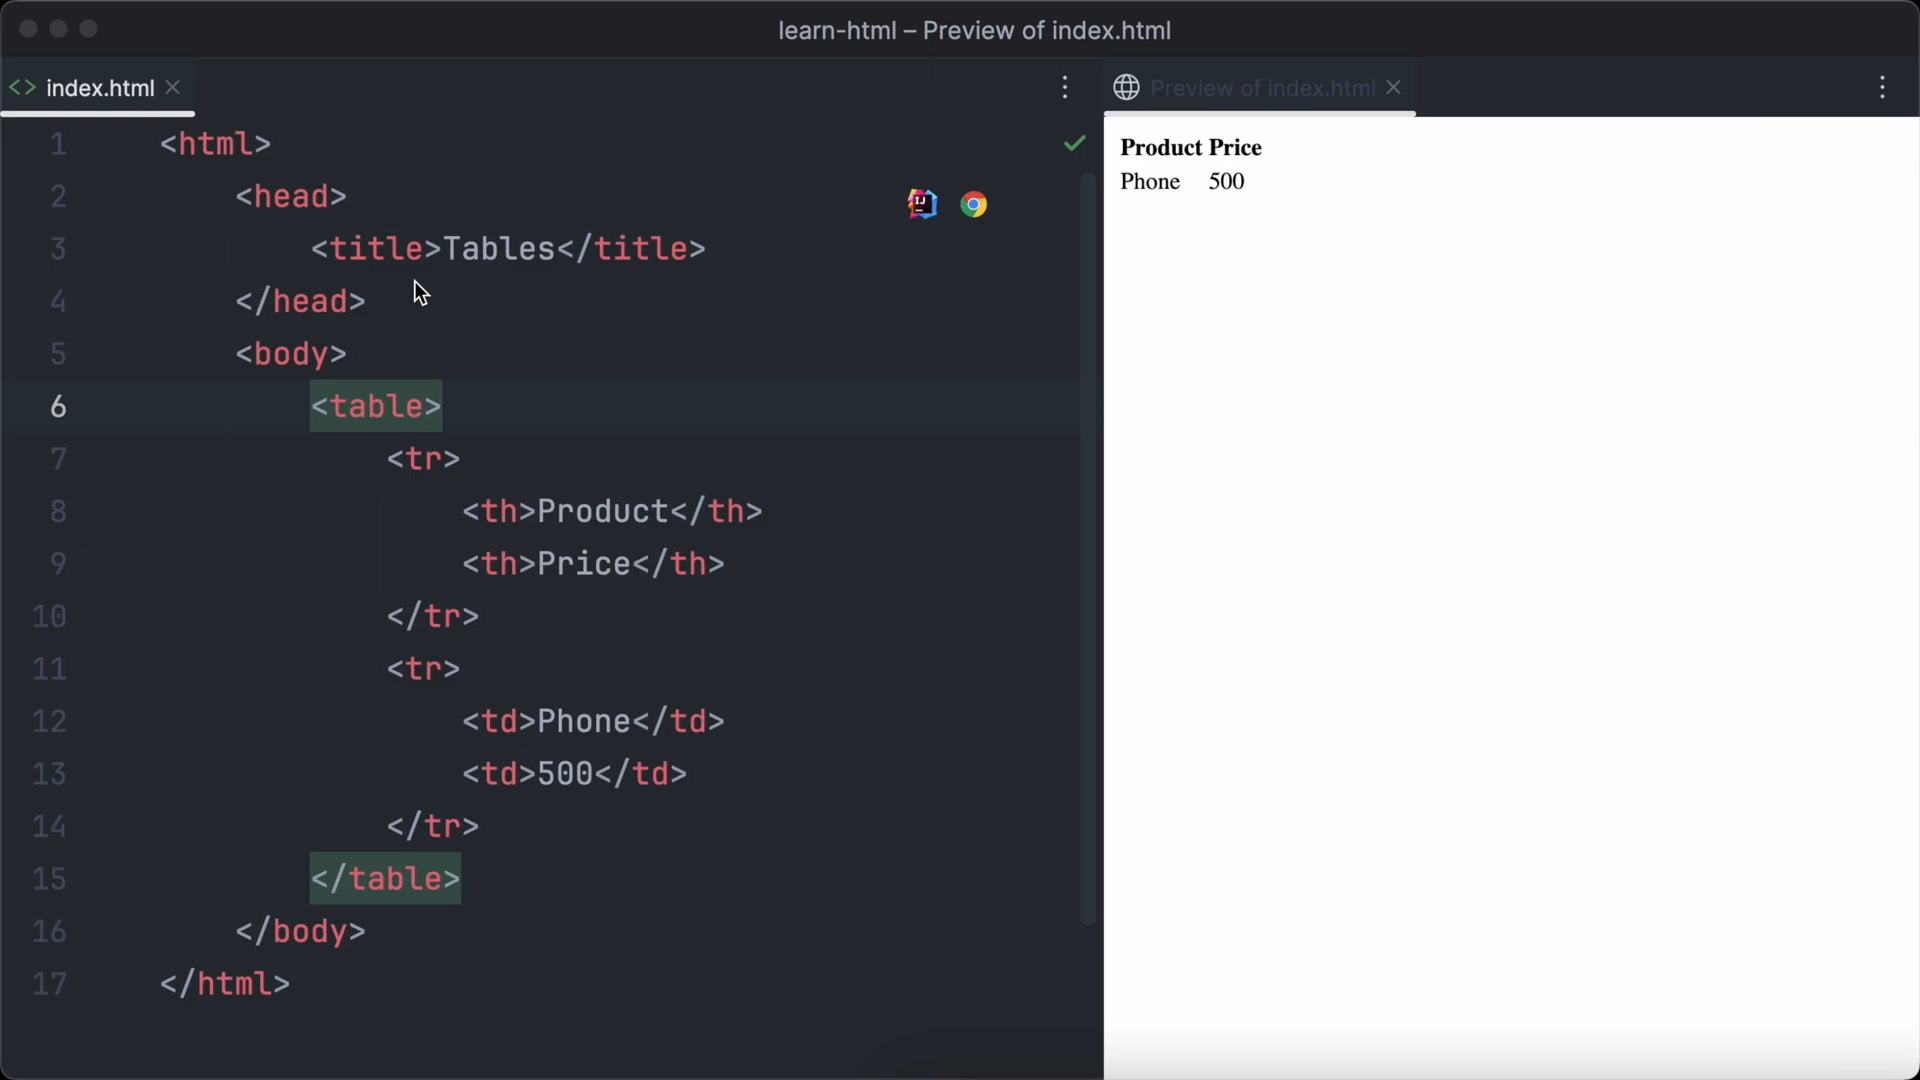 learn-html – Preview of index.html
<> index.html
Preview of index.html
1 <html>
2 <head>
3 <title>Tables</title>
4 </head>
5 <body>
6 <table>
7 <tr>
8 <th>Product</th>
9 <th>Price</th>
10 </tr>
11 <tr>
12 <td>Phone</td>
13 <td>500</td>
14 </tr>
15 </table>
16 </body>
17 </html>
IJ
Product Price
Phone 500